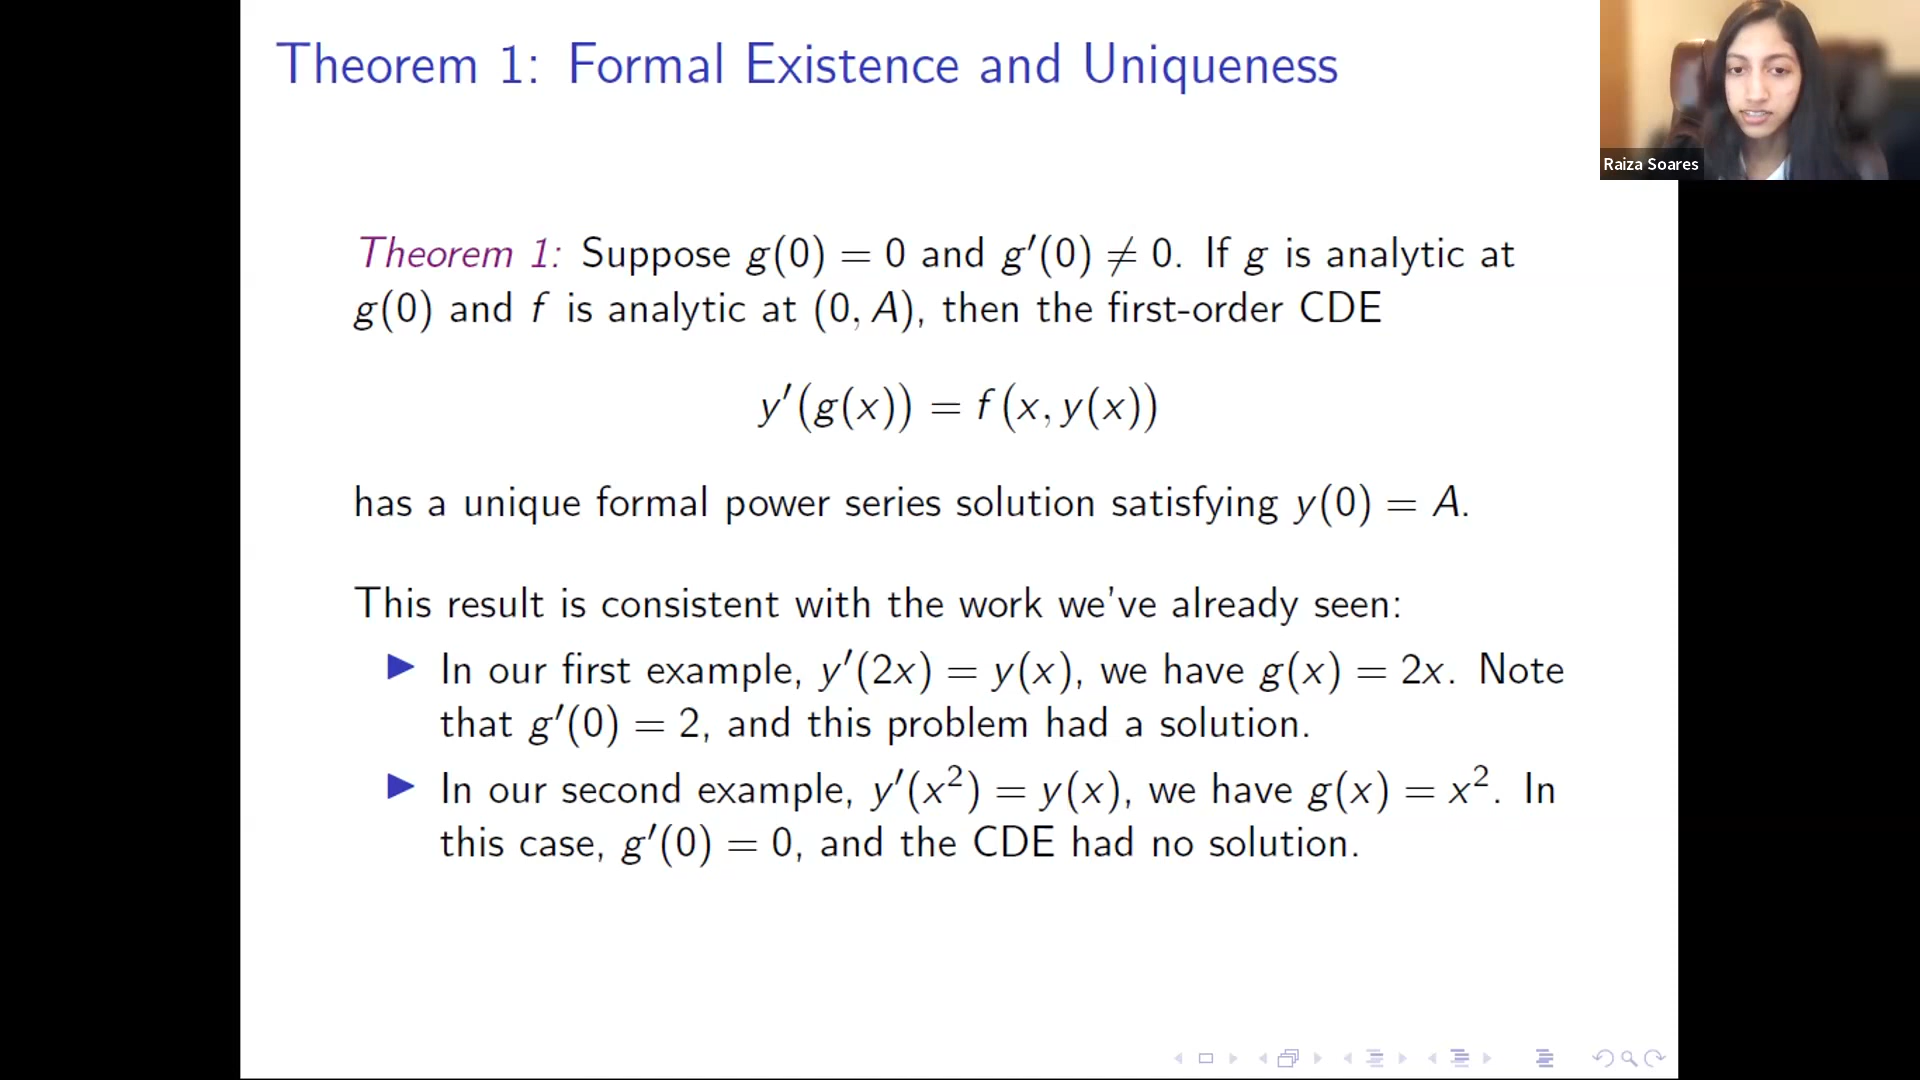 Theorem 1: Formal Existence and Uniqueness
Raiza Soares
Theorem 1: Suppose g(0) = 0 and g′(0) ≠ 0. If g is analytic at
g(0) and f is analytic at (0, A), then the first-order CDE
y′(g(x)) = f(x, y(x))
has a unique formal power series solution satisfying y(0) = A.
This result is consistent with the work we've already seen:
▶ In our first example, y′(2x) = y(x), we have g(x) = 2x. Note
that g′(0) = 2, and this problem had a solution.
▶ In our second example, y′(x²) = y(x), we have g(x) = x². In
this case, g′(0) = 0, and the CDE had no solution.